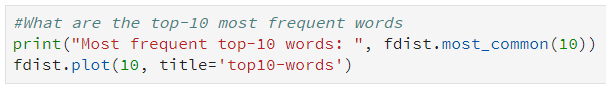 #What are the top-10 most frequent words
print("Most frequent top-10 words: ", fdist.most_common(10))
fdist.plot(10, title='top10-words')